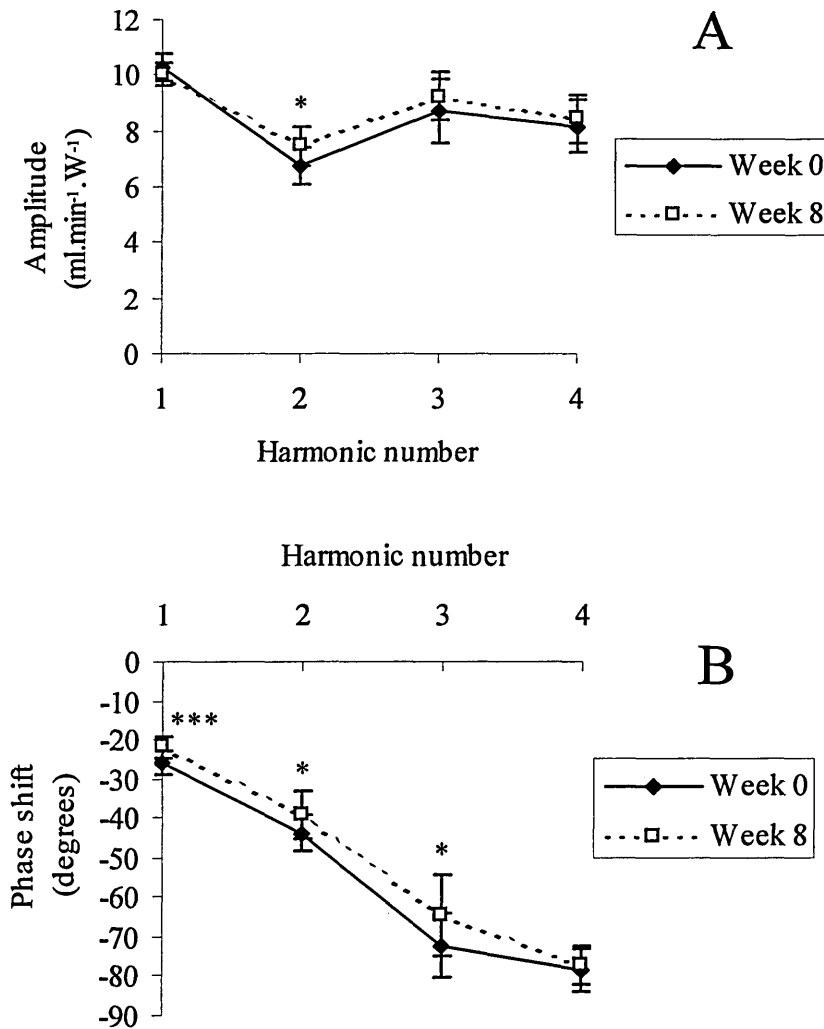 A
12
10
8
6
4
2
0
Amplitude
(ml.min⁻¹.W⁻¹)
*
1 2 3 4
Harmonic number
Week 0
Week 8
Harmonic number
1 2 3 4
B
0
-10
-20
-30
-40
-50
-60
-70
-80
-90
Phase shift
(degrees)
***
*
*
Week 0
Week 8